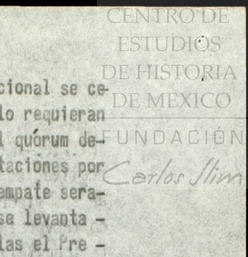 CENTRO DE
ESTUDIOS
DE HISTORIA
DE MEXICO
FUNDACIÓN
Carlos Slim
cional se ce-
lo requieran
l quórum de-
taciones por
empate sera-
se levanta -
las el Pre -